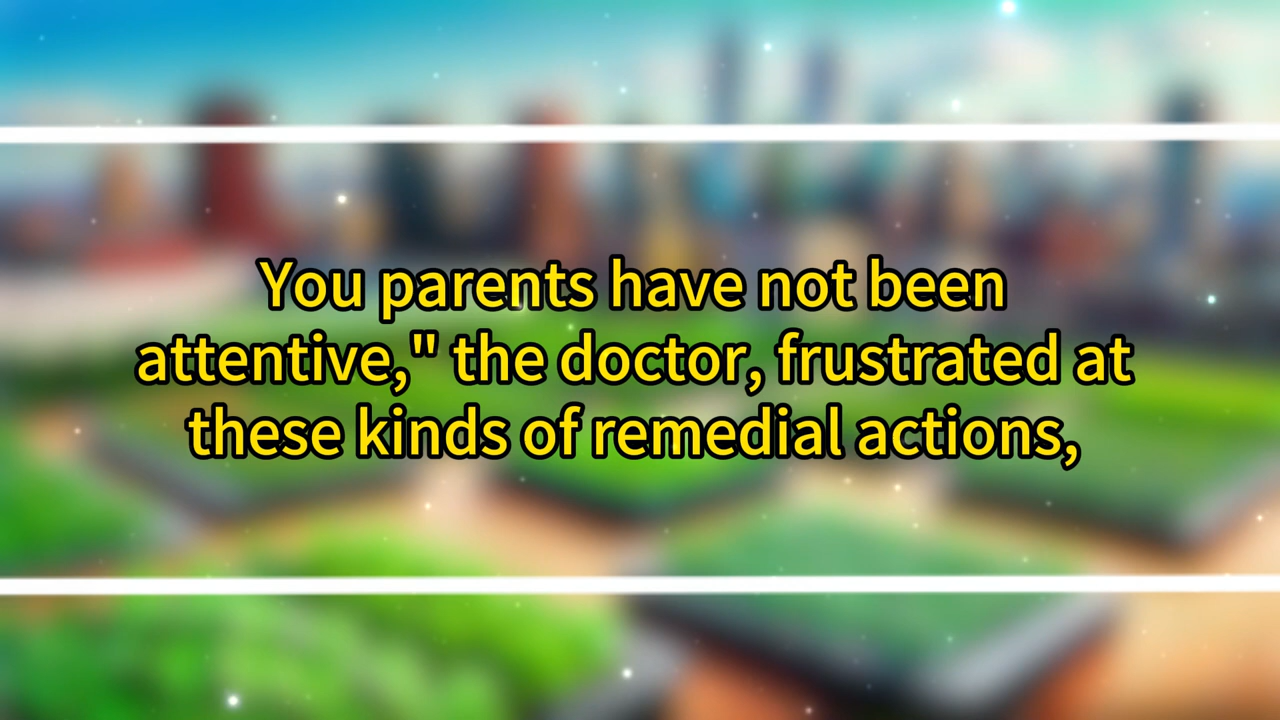 You parents have not been
attentive," the doctor, frustrated at
these kinds of remedial actions,